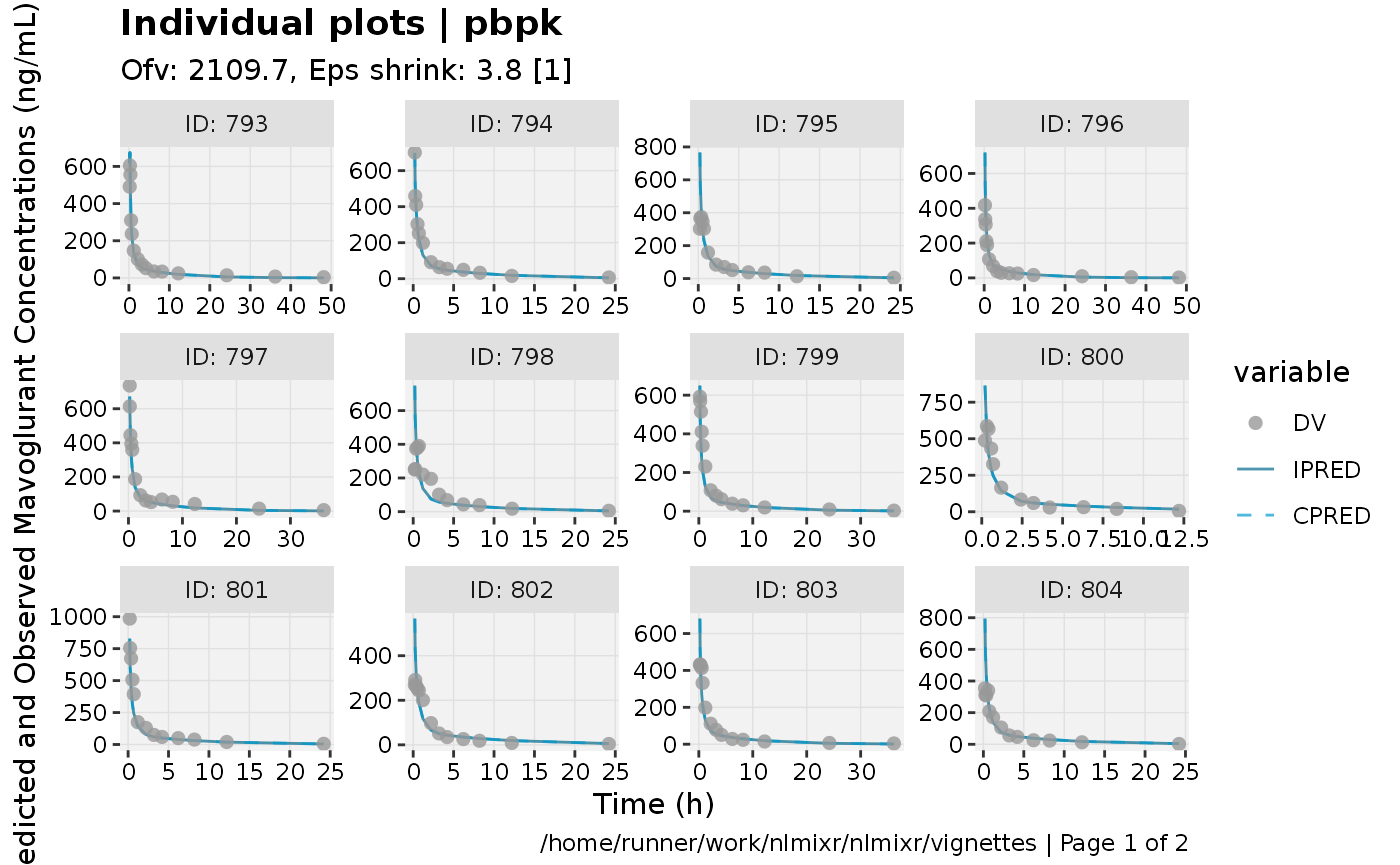 Individual plots | pbpk
Ofv: 2109.7, Eps shrink: 3.8 [1]
edicted and Observed Mavoglurant Concentrations (ng/mL)
ID: 793
ID: 794
ID: 795
ID: 796
600
400
200
0
0 10 20 30 40 50
600
400
200
0
0 5 10 15 20 25
800
600
400
200
0
0 5 10 15 20 25
600
400
200
0
0 10 20 30 40 50
ID: 797
ID: 798
ID: 799
ID: 800
600
400
200
0
0 10 20 30
600
400
200
0
0 5 10 15 20 25
600
400
200
0
0 10 20 30
750
500
250
0
0.0 2.5 5.0 7.5 10.0 12.5
ID: 801
ID: 802
ID: 803
ID: 804
1000
750
500
250
0
0 5 10 15 20 25
400
200
0
0 5 10 15 20 25
600
400
200
0
0 10 20 30
800
600
400
200
0
0 5 10 15 20 25
Time (h)
variable
DV
IPRED
CPRED
/home/runner/work/nlmixr/nlmixr/vignettes | Page 1 of 2